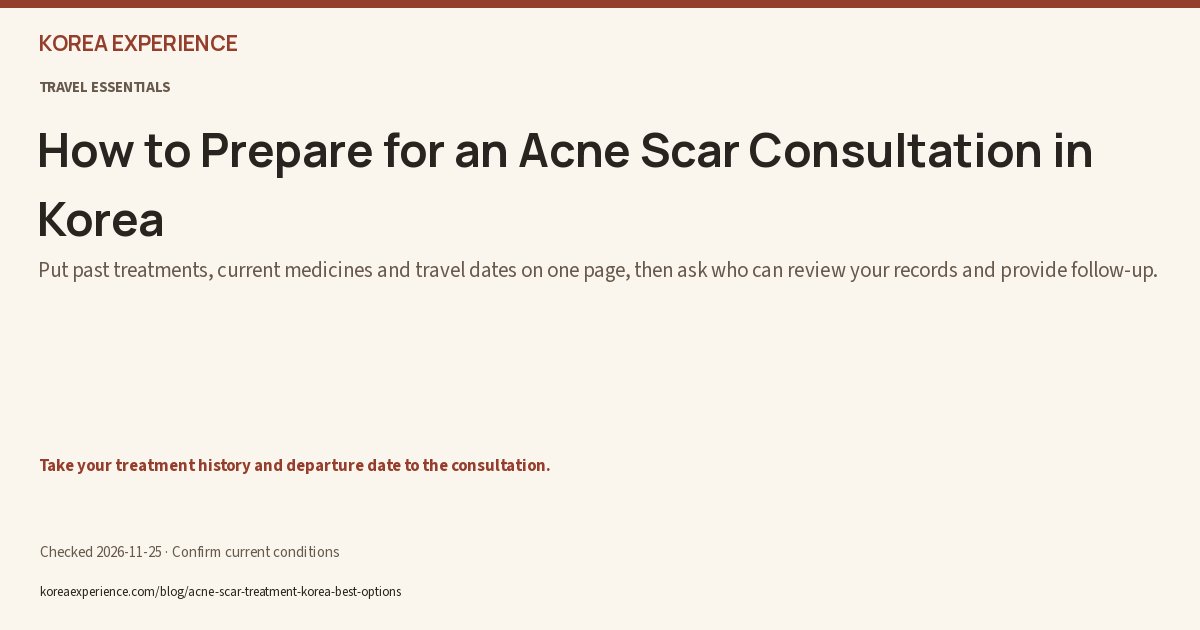 KOREA EXPERIENCE
TRAVEL ESSENTIALS
How to Prepare for an Acne Scar Consultation in
Korea
Put past treatments, current medicines and travel dates on one page, then ask who can review your records and provide follow-up.
Take your treatment history and departure date to the consultation.
Checked 2026-11-25 · Confirm current conditions
koreaexperience.com/blog/acne-scar-treatment-korea-best-options